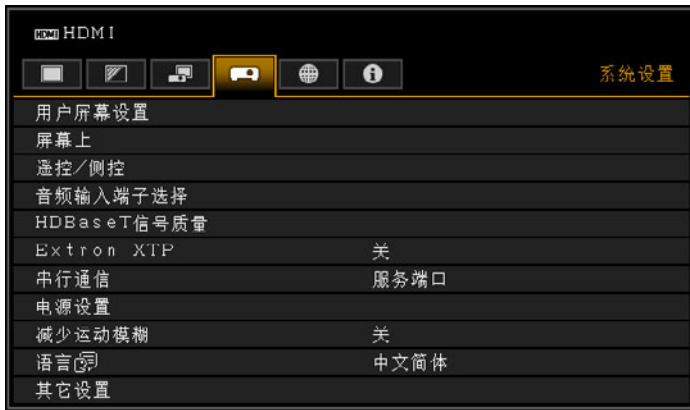 HDMI HDMI
系统设置
用户屏幕设置
屏幕上
遥控/侧控
音频输入端子选择
HDBaseT信号质量
Extron XTP 关
串行通信 服务端口
电源设置
减少运动模糊 关
语言 中文简体
其它设置